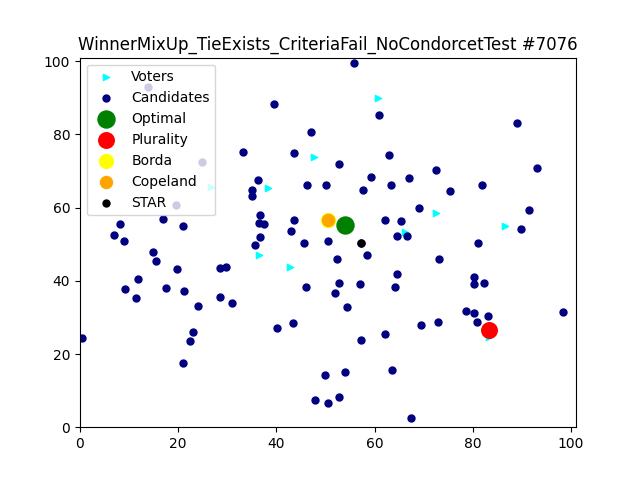 WinnerMixUp_TieExists_CriteriaFail_NoCondorcetTest #7076
100
80
60
40
20
0
0 20 40 60 80 100
Voters
Candidates
Optimal
Plurality
Borda
Copeland
STAR